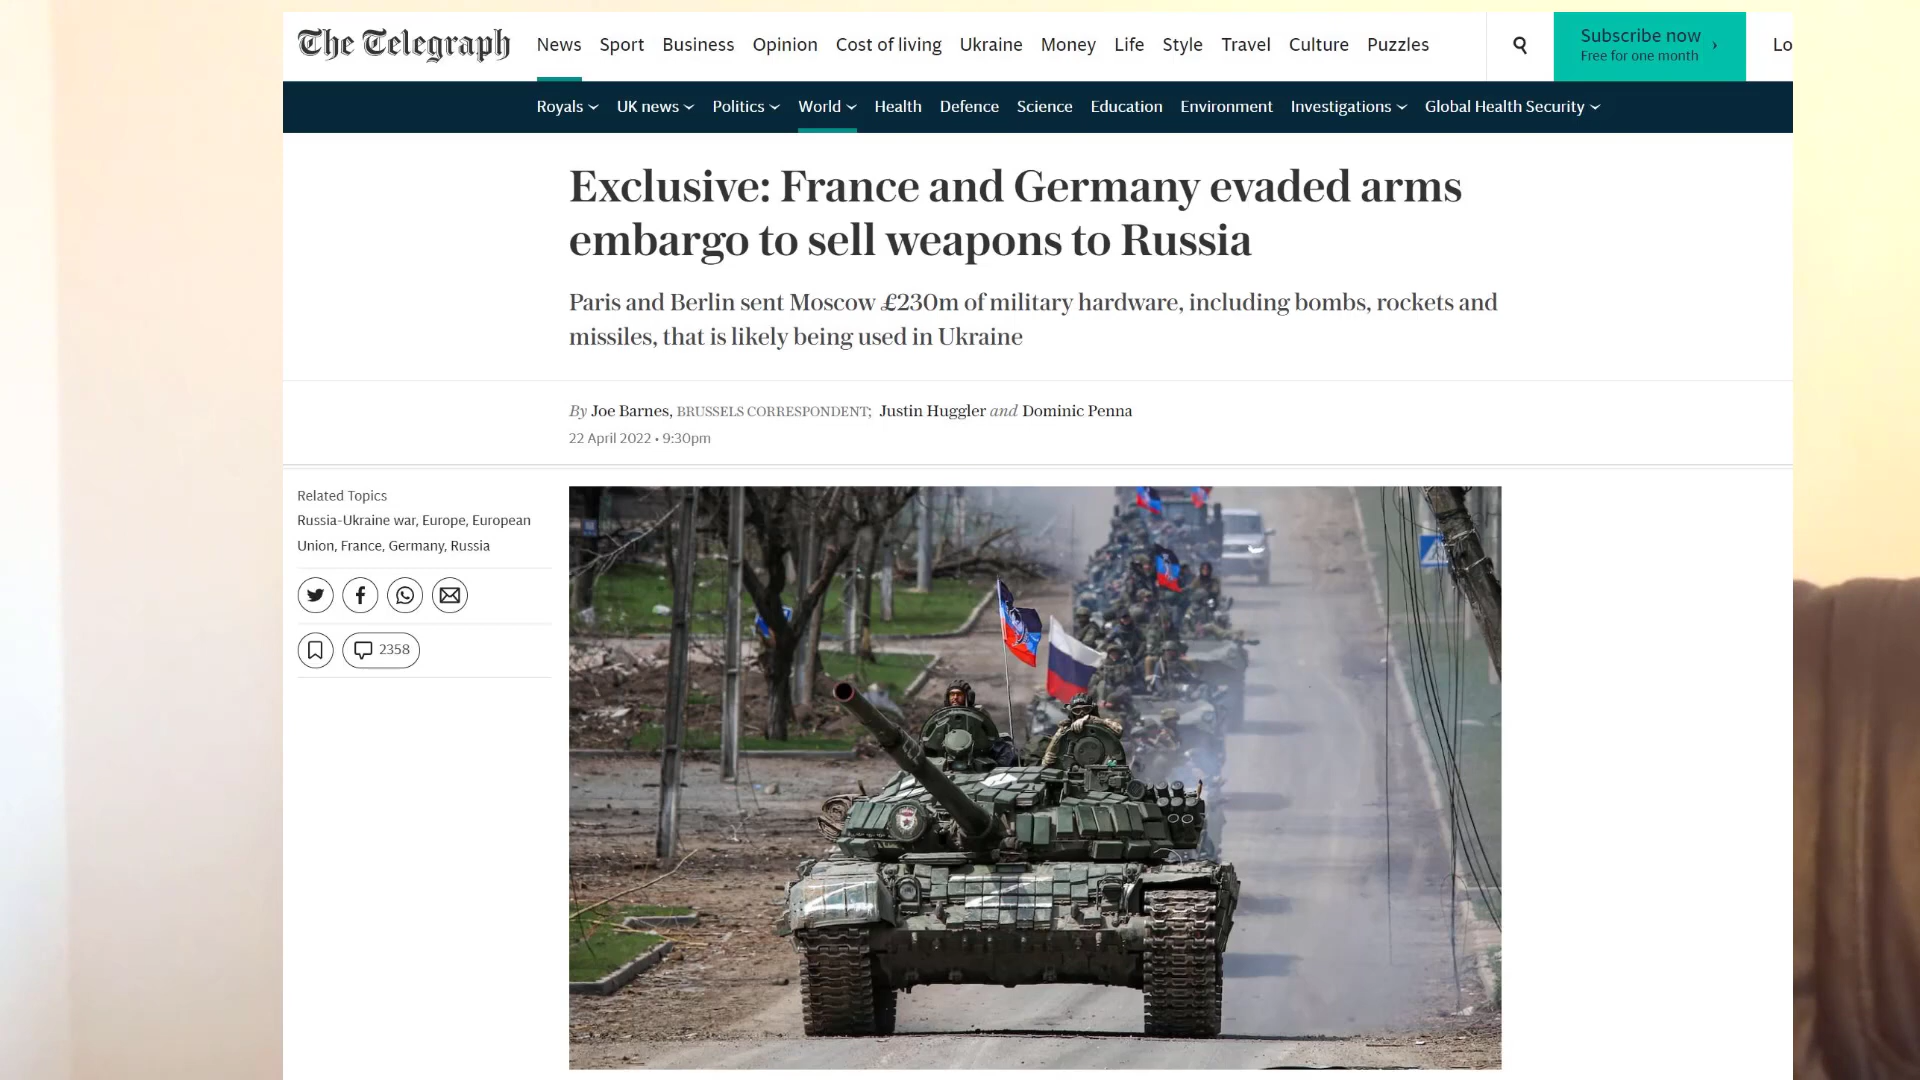 The Telegraph
News Sport Business Opinion Cost of living Ukraine Money Life Style Travel Culture Puzzles
Subscribe now
Free for one month
Lo
Royals UK news Politics World Health Defence Science Education Environment Investigations Global Health Security
Exclusive: France and Germany evaded arms
embargo to sell weapons to Russia
Paris and Berlin sent Moscow £230m of military hardware, including bombs, rockets and
missiles, that is likely being used in Ukraine
By Joe Barnes, BRUSSELS CORRESPONDENT; Justin Huggler and Dominic Penna
22 April 2022 • 9:30pm
Related Topics
Russia-Ukraine war, Europe, European
Union, France, Germany, Russia
2358
Z
Z